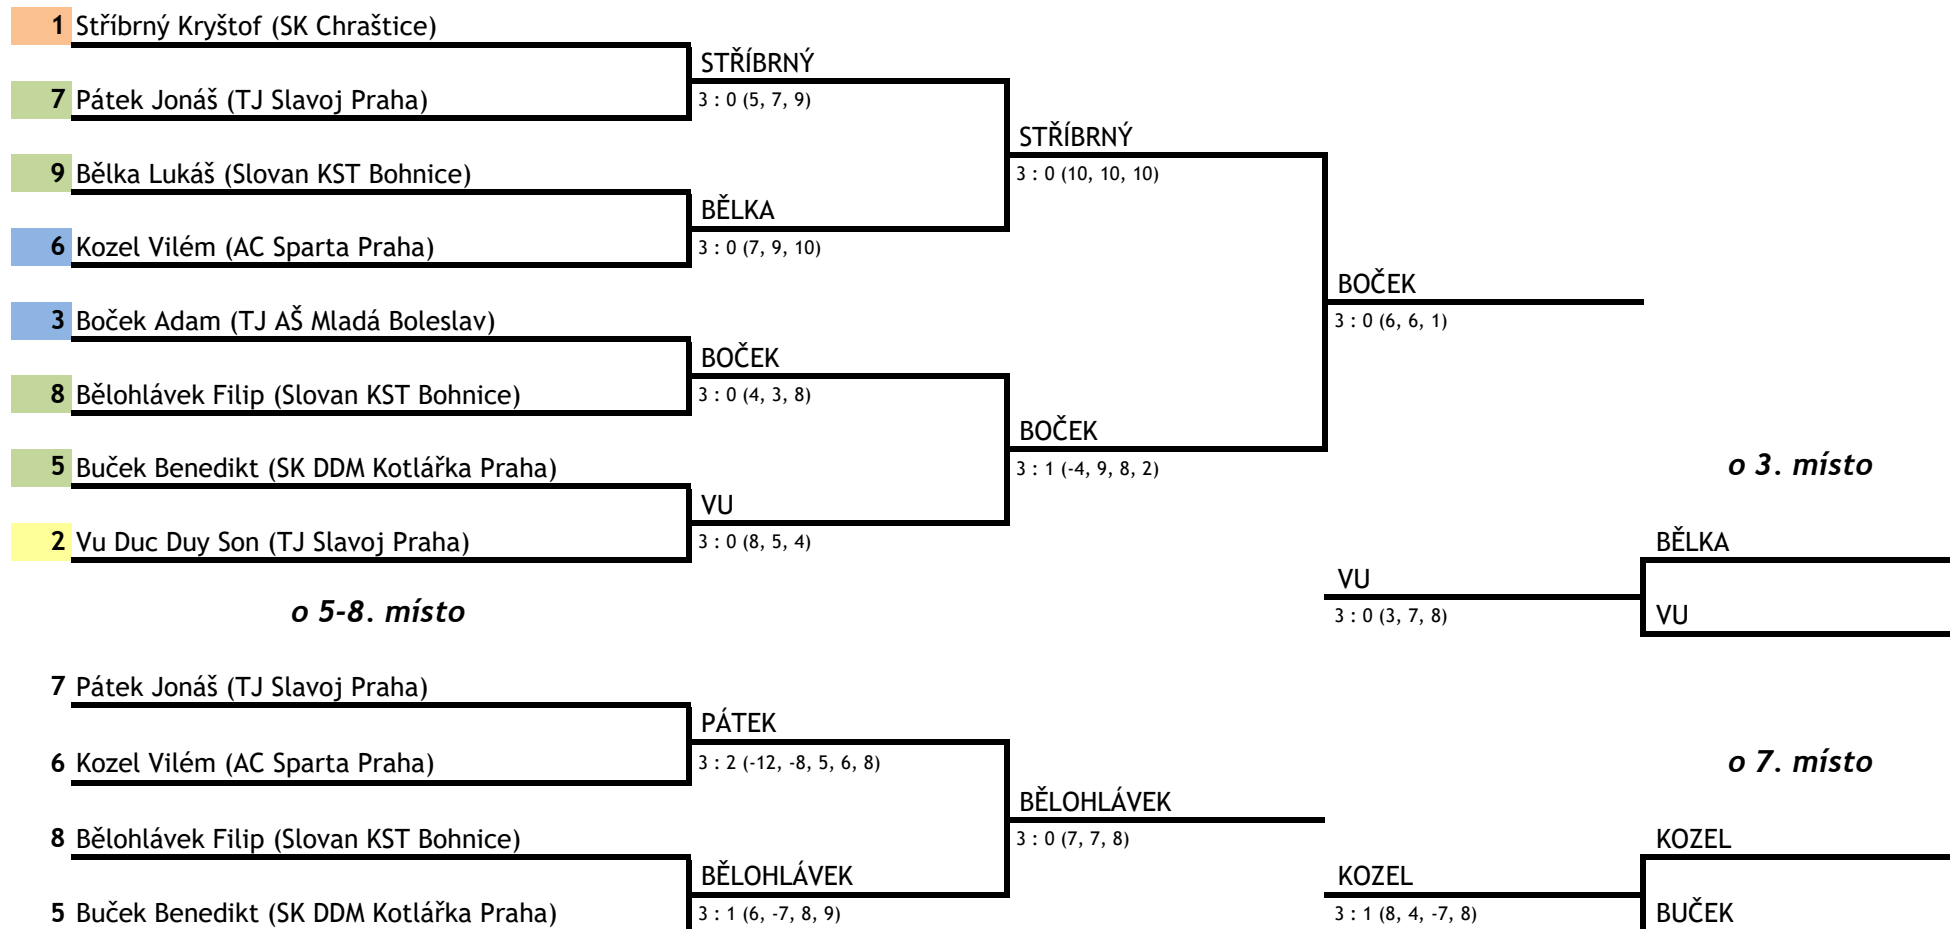 1 Stříbrný Kryštof (SK Chraštice)
STŘÍBRNÝ
7 Pátek Jonáš (TJ Slavoj Praha)
3 : 0 (5, 7, 9)
STŘÍBRNÝ
9 Bělka Lukáš (Slovan KST Bohnice)
3 : 0 (10, 10, 10)
BĚLKA
6 Kozel Vilém (AC Sparta Praha)
3 : 0 (7, 9, 10)
BOČEK
3 Boček Adam (TJ AŠ Mladá Boleslav)
3 : 0 (6, 6, 1)
BOČEK
8 Bělohlávek Filip (Slovan KST Bohnice)
3 : 0 (4, 3, 8)
BOČEK
5 Buček Benedikt (SK DDM Kotlářka Praha)
3 : 1 (-4, 9, 8, 2)
o 3. místo
VU
2 Vu Duc Duy Son (TJ Slavoj Praha)
3 : 0 (8, 5, 4)
BĚLKA
VU
o 5-8. místo
3 : 0 (3, 7, 8)
VU
7 Pátek Jonáš (TJ Slavoj Praha)
PÁTEK
6 Kozel Vilém (AC Sparta Praha)
3 : 2 (-12, -8, 5, 6, 8)
o 7. místo
BĚLOHLÁVEK
8 Bělohlávek Filip (Slovan KST Bohnice)
3 : 0 (7, 7, 8)
KOZEL
BĚLOHLÁVEK
KOZEL
5 Buček Benedikt (SK DDM Kotlářka Praha)
3 : 1 (6, -7, 8, 9)
3 : 1 (8, 4, -7, 8)
BUČEK